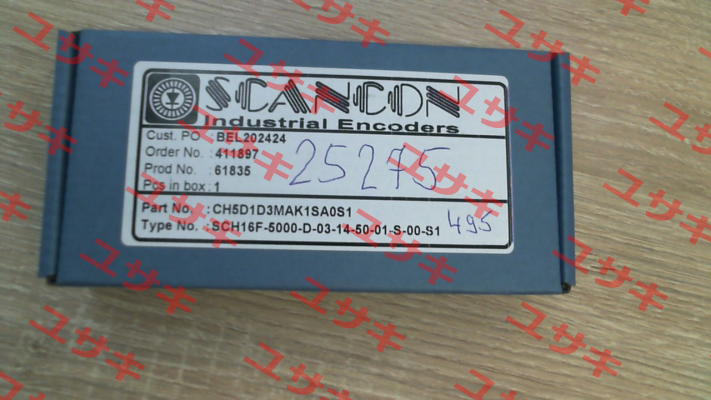 SCANCON
Industrial Encoders
Cust. PO : BEL202424
Order No. : 411897
Prod No. : 61835
Pcs in box : 1
25275
Part No. : CH5D1D3MAK1SA0S1
Type No. : SCH16F-5000-D-03-14-50-01-S-00-S1
495
ユサキ